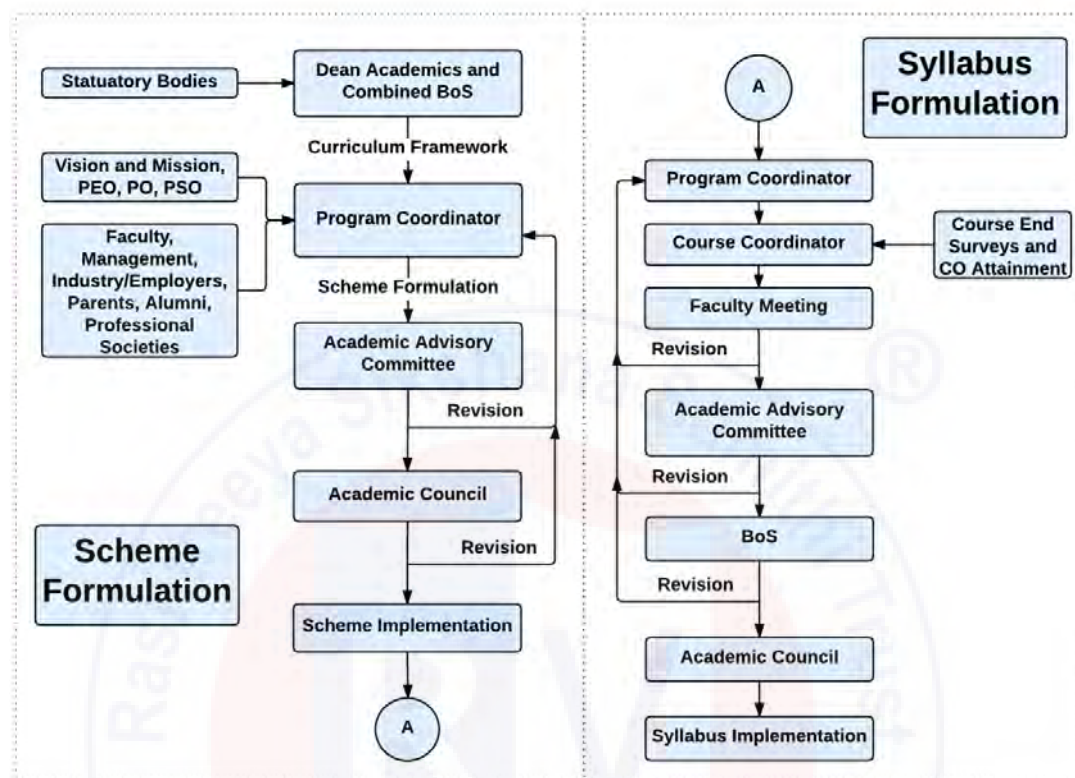 Statuatory Bodies
Dean Academics and
Combined BoS
Curriculum Framework
Vision and Mission,
PEO, PO, PSO
Program Coordinator
Faculty,
Management,
Industry/Employers,
Parents, Alumni,
Professional
Societies
Scheme Formulation
Academic Advisory
Committee
Revision
Academic Council
Revision
Scheme
Formulation
Scheme Implementation
A
Syllabus
Formulation
A
Program Coordinator
Course Coordinator
Course End
Surveys and
CO Attainment
Faculty Meeting
Revision
Academic Advisory
Committee
Revision
BoS
Revision
Academic Council
Syllabus Implementation
®
RV
Trust